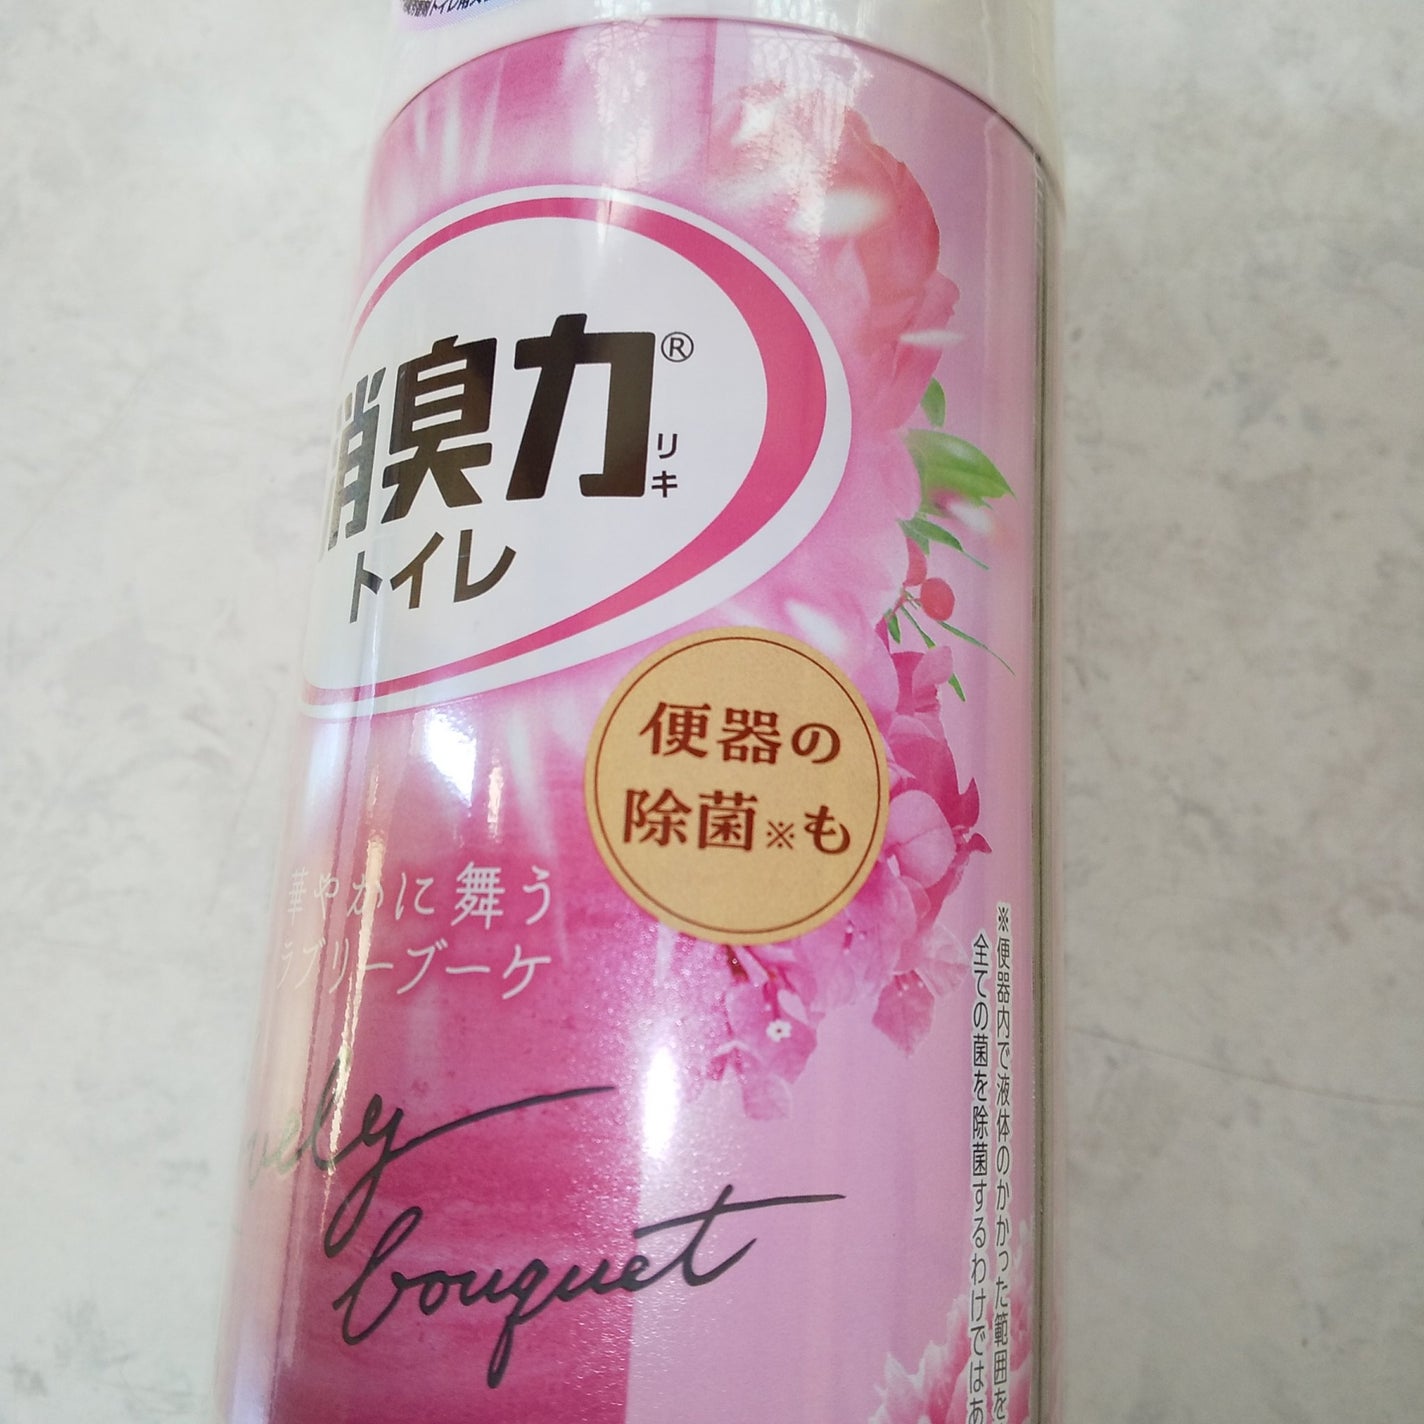 消臭力®
リキ
トイレ
便器の
除菌※も
華やかに舞う
ラブリーブーケ
lovely
bouquet
※便器内で液体のかかった範囲を
全ての菌を除菌するわけではあ